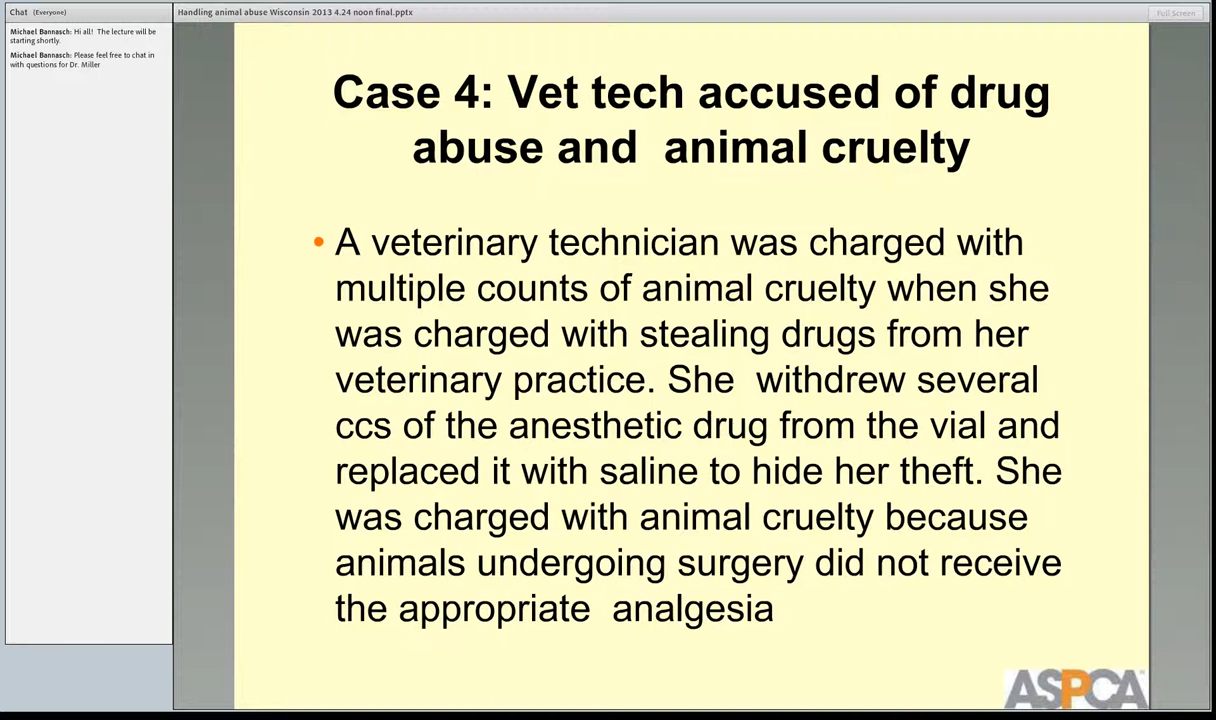 Chat (Everyone)
Michael Bannasch: Hi all! The lecture will be
starting shortly.
Michael Bannasch: Please feel free to chat in
with questions for Dr. Miller
Handling animal abuse Wisconsin 2013 4.24 noon final.pptx
Full Screen
Case 4: Vet tech accused of drug
abuse and  animal cruelty
• A veterinary technician was charged with
multiple counts of animal cruelty when she
was charged with stealing drugs from her
veterinary practice. She  withdrew several
ccs of the anesthetic drug from the vial and
replaced it with saline to hide her theft. She
was charged with animal cruelty because
animals undergoing surgery did not receive
the appropriate  analgesia
ASPCA